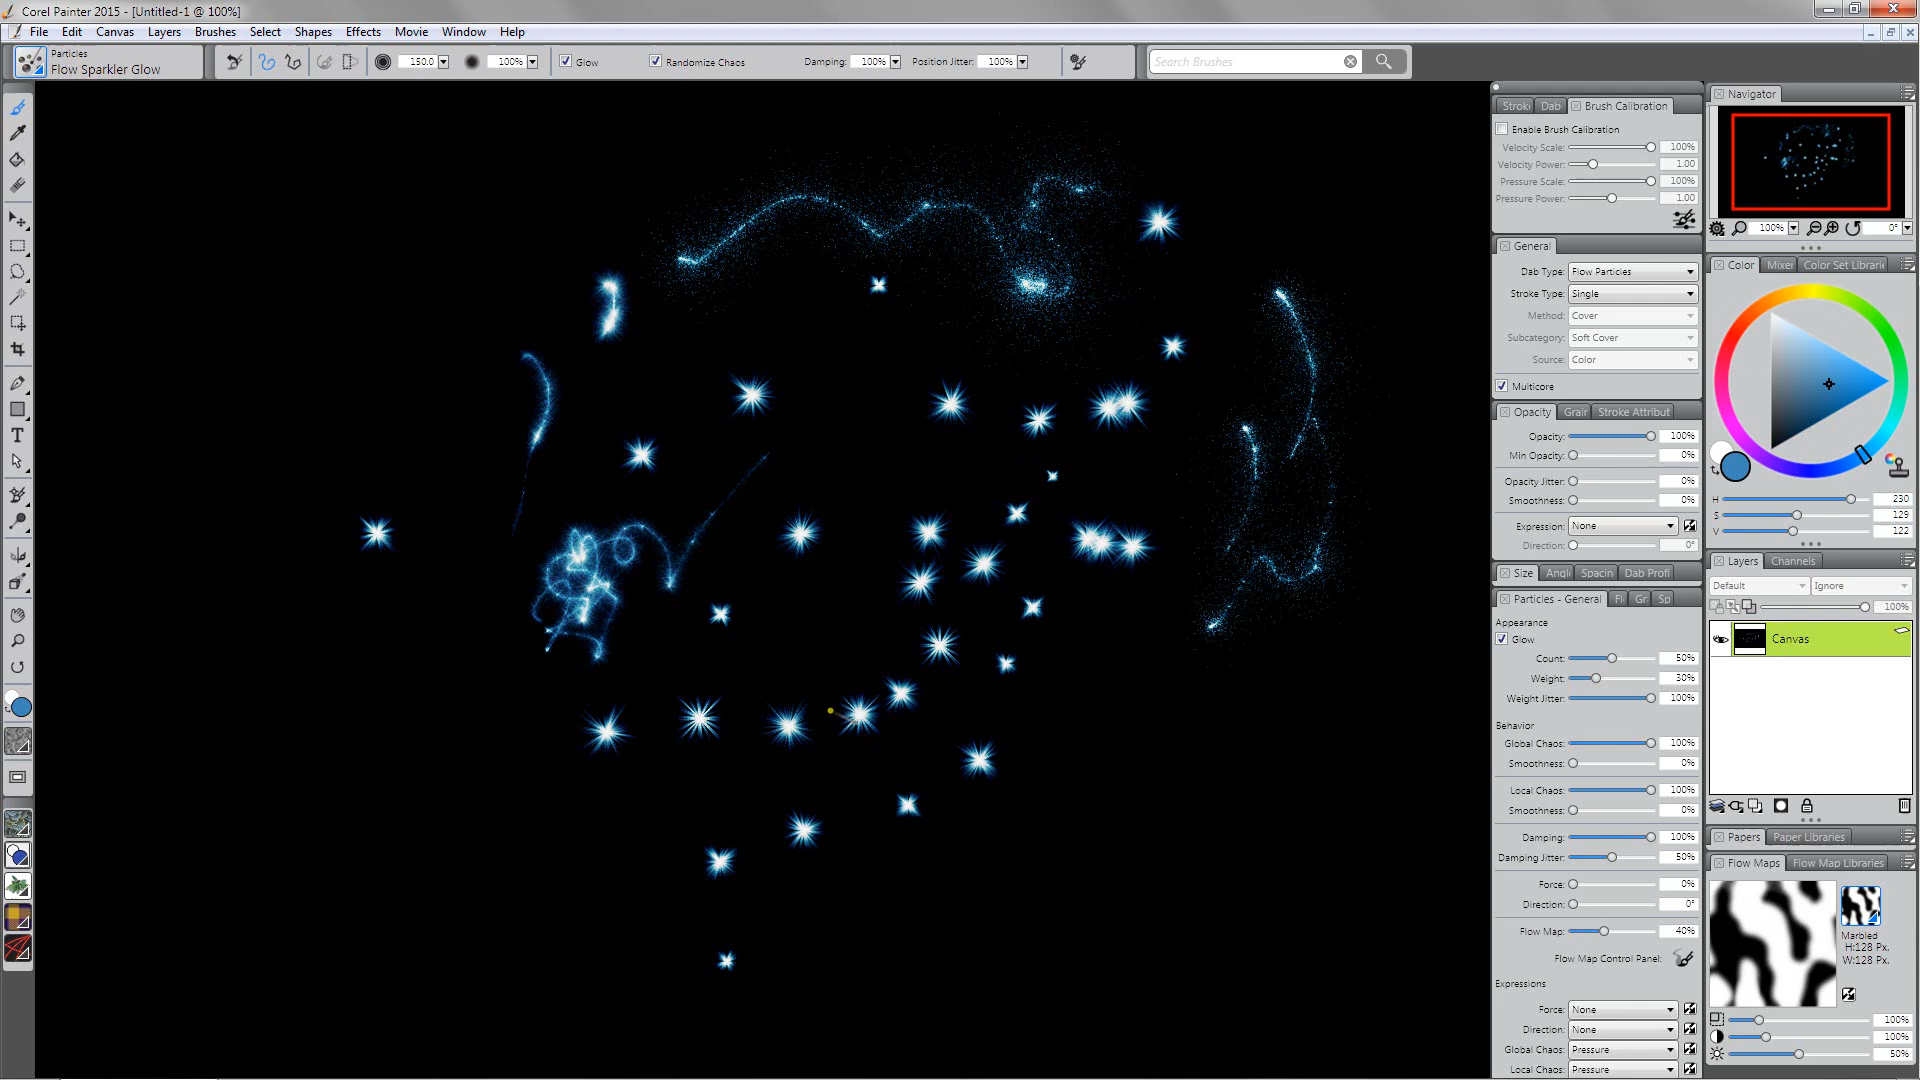 Corel Painter 2015 - [Untitled-1 @ 100%]
File Edit Canvas Layers Brushes Select Shapes Effects Movie Window Help
Particles
Flow Sparkler Glow
150.0 100% Glow Randomize Chaos Damping: 100% Position Jitter: 100%
Search Brushes
Strok Dab Brush Calibration
Enable Brush Calibration
Velocity Scale: 100%
Velocity Power: 1.00
Pressure Scale: 100%
Pressure Power: 1.00
General
Dab Type: Flow Particles
Stroke Type: Single
Method: Cover
Subcategory: Soft Cover
Source: Color
Multicore
Opacity Grain Stroke Attribut
Opacity: 100%
Min Opacity: 0%
Opacity Jitter: 0%
Smoothness: 0%
Expression: None
Direction: 0°
Size Angle Spacin Dab Profi
Particles - General Fl Gr Sp
Appearance
Glow
Count: 50%
Weight: 30%
Weight Jitter: 100%
Behavior
Global Chaos: 100%
Smoothness: 0%
Local Chaos: 100%
Smoothness: 0%
Damping: 100%
Damping Jitter: 50%
Force: 0%
Direction: 0°
Flow Map: 40%
Flow Map Control Panel:
Expressions
Force: None
Direction: None
Global Chaos: Pressure
Local Chaos: Pressure
Navigator
100% 0°
Color Mixer Color Set Librari
H 230
S 129
V 122
Layers Channels
Default Ignore
100%
Canvas
Papers Paper Libraries
Flow Maps Flow Map Libraries
Marbled
H:128 Px.
W:128 Px.
100%
100%
50%